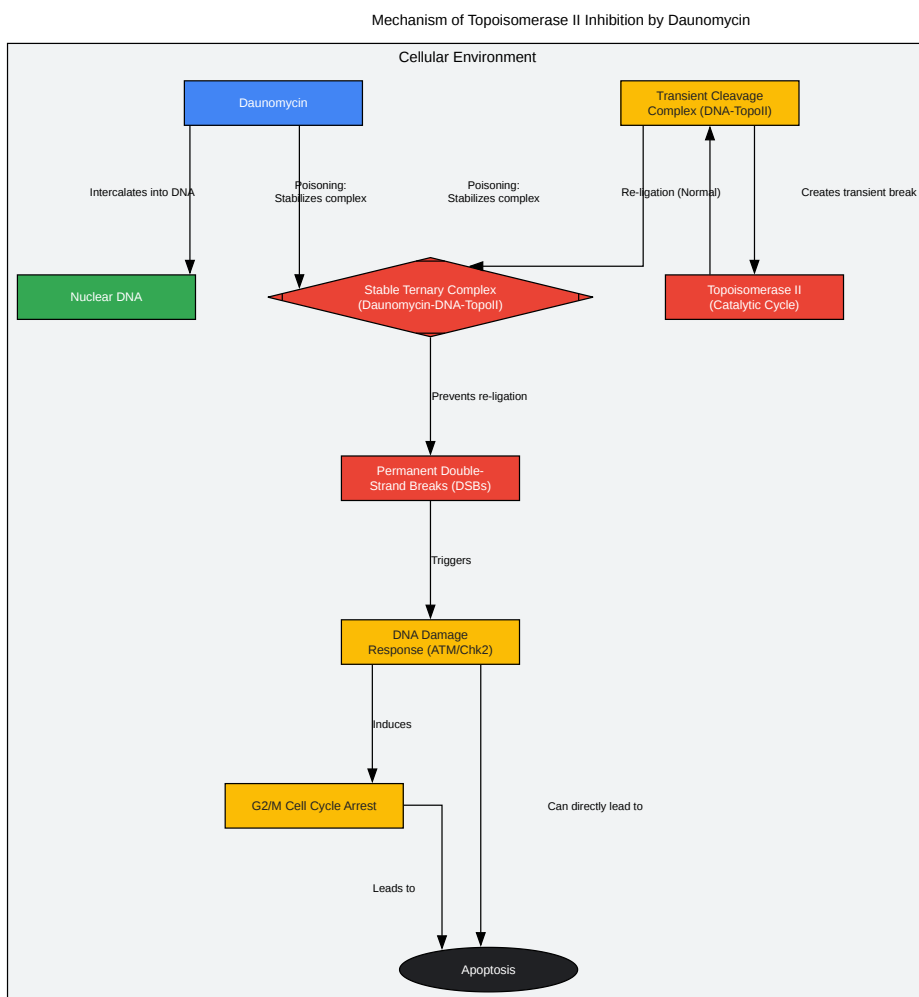 Mechanism of Topoisomerase II Inhibition by Daunomycin
Cellular Environment
Daunomycin
Transient Cleavage
Complex (DNA-TopoII)
Intercalates into DNA
Poisoning:
Stabilizes complex
Poisoning:
Stabilizes complex
Re-ligation (Normal)
Creates transient break
Nuclear DNA
Stable Ternary Complex
(Daunomycin-DNA-TopoII)
Topoisomerase II
(Catalytic Cycle)
Prevents re-ligation
Permanent Double-
Strand Breaks (DSBs)
Triggers
DNA Damage
Response (ATM/Chk2)
Induces
G2/M Cell Cycle Arrest
Can directly lead to
Leads to
Apoptosis